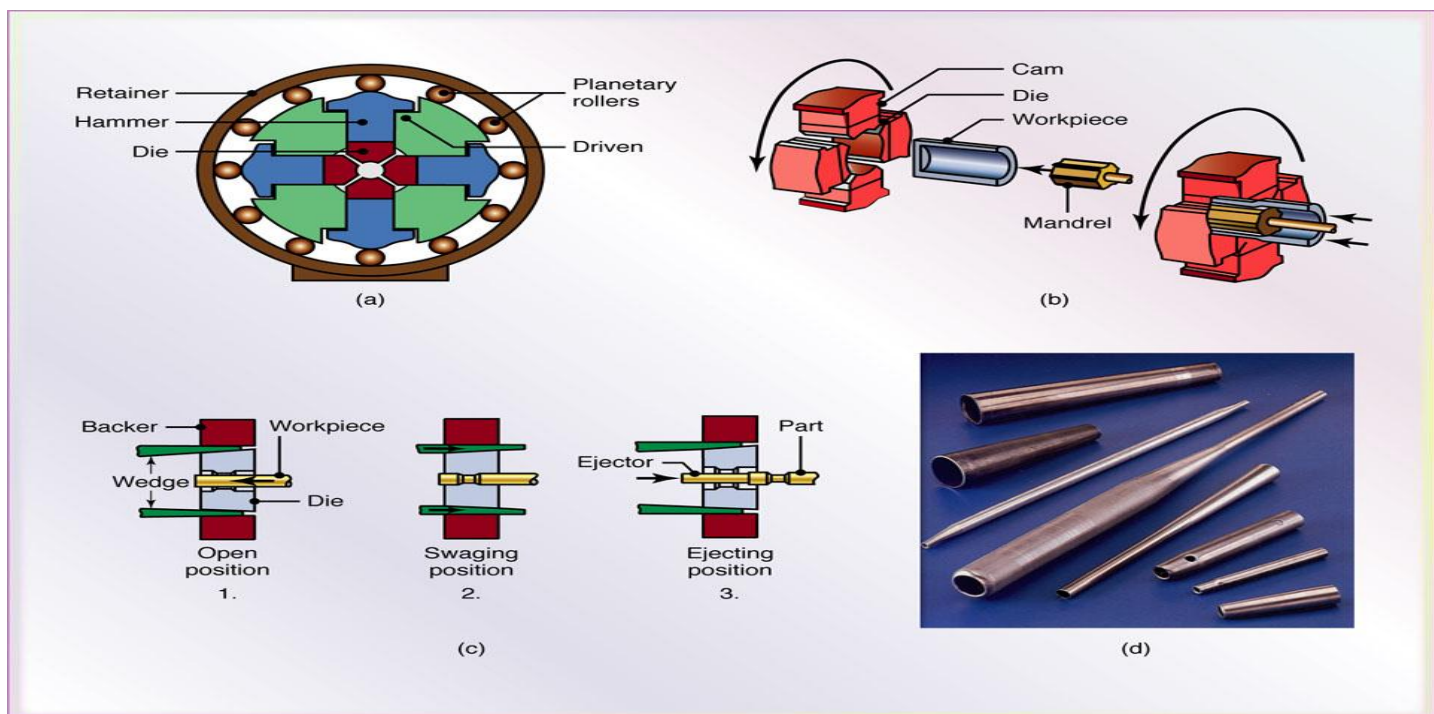 Retainer
Hammer
Die
Planetary
rollers
Driven
(a)
Cam
Die
Workpiece
Mandrel
(b)
Backer
Workpiece
Wedge
Die
Open
position
1.
Swaging
position
2.
Ejector
Part
Ejecting
position
3.
(c)
(d)